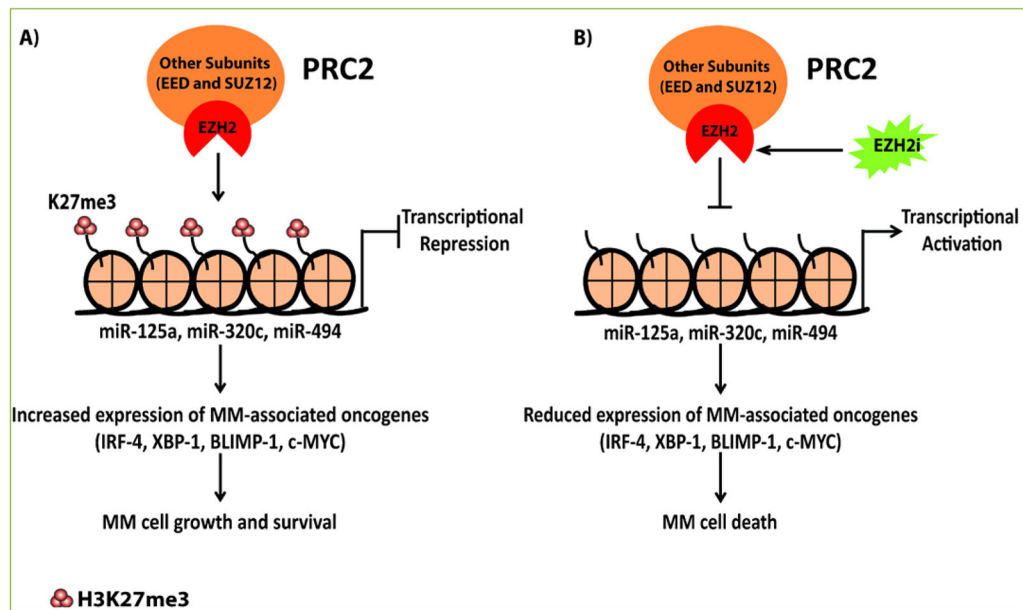 A)
Other Subunits
(EED and SUZ12)
PRC2
EZH2
K27me3
Transcriptional
Repression
miR-125a, miR-320c, miR-494
Increased expression of MM-associated oncogenes
(IRF-4, XBP-1, BLIMP-1, c-MYC)
MM cell growth and survival
H3K27me3
B)
Other Subunits
(EED and SUZ12)
PRC2
EZH2
EZH2i
Transcriptional
Activation
miR-125a, miR-320c, miR-494
Reduced expression of MM-associated oncogenes
(IRF-4, XBP-1, BLIMP-1, c-MYC)
MM cell death